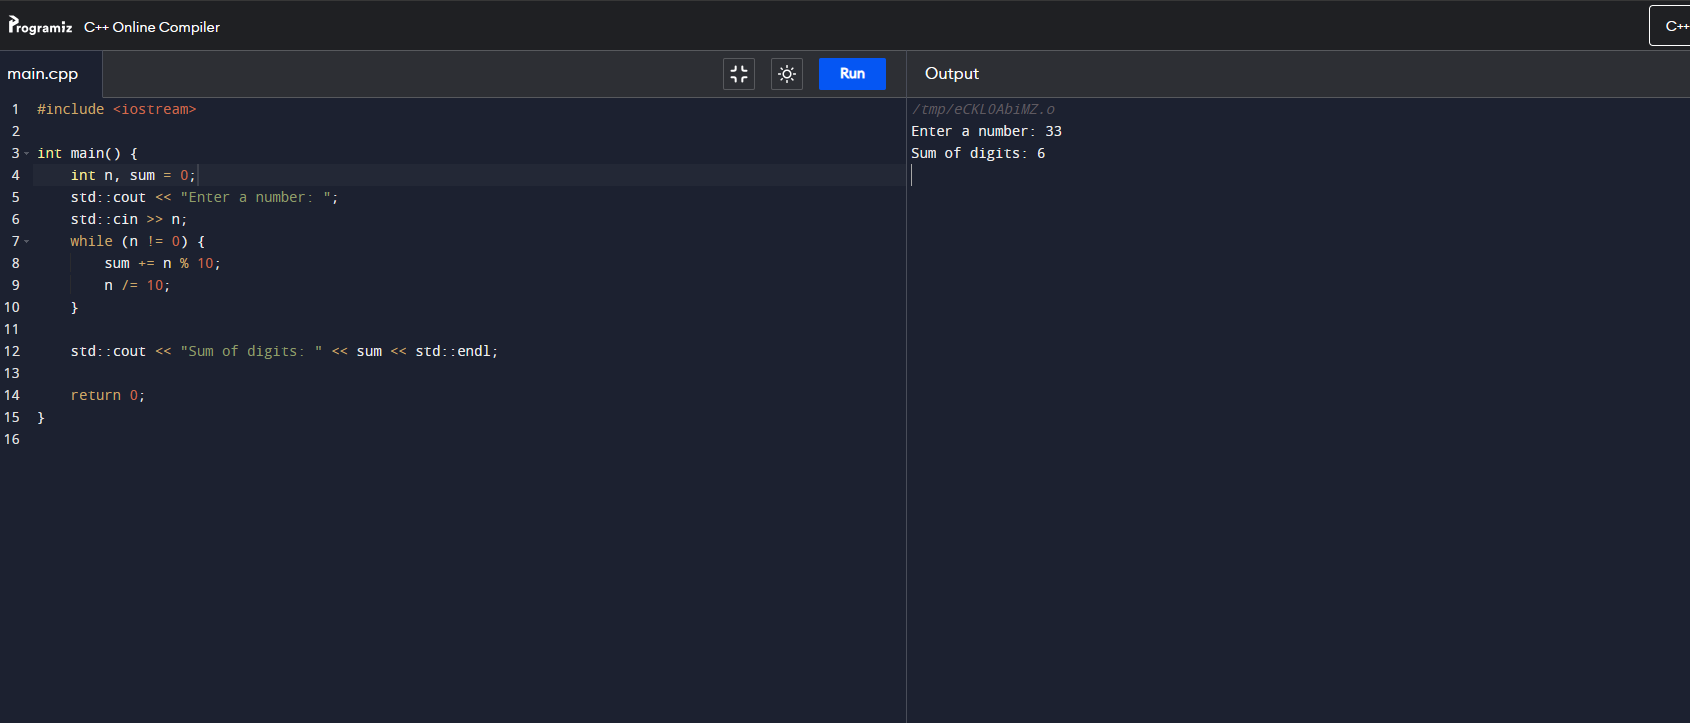 Programiz C++ Online Compiler
C++
main.cpp
Run
Output
1 #include <iostream>
2
3 int main() {
4     int n, sum = 0;
5     std::cout << "Enter a number: ";
6     std::cin >> n;
7     while (n != 0) {
8         sum += n % 10;
9         n /= 10;
10     }
11
12     std::cout << "Sum of digits: " << sum << std::endl;
13
14     return 0;
15 }
16
/tmp/eCKLOAbiMZ.o
Enter a number: 33
Sum of digits: 6